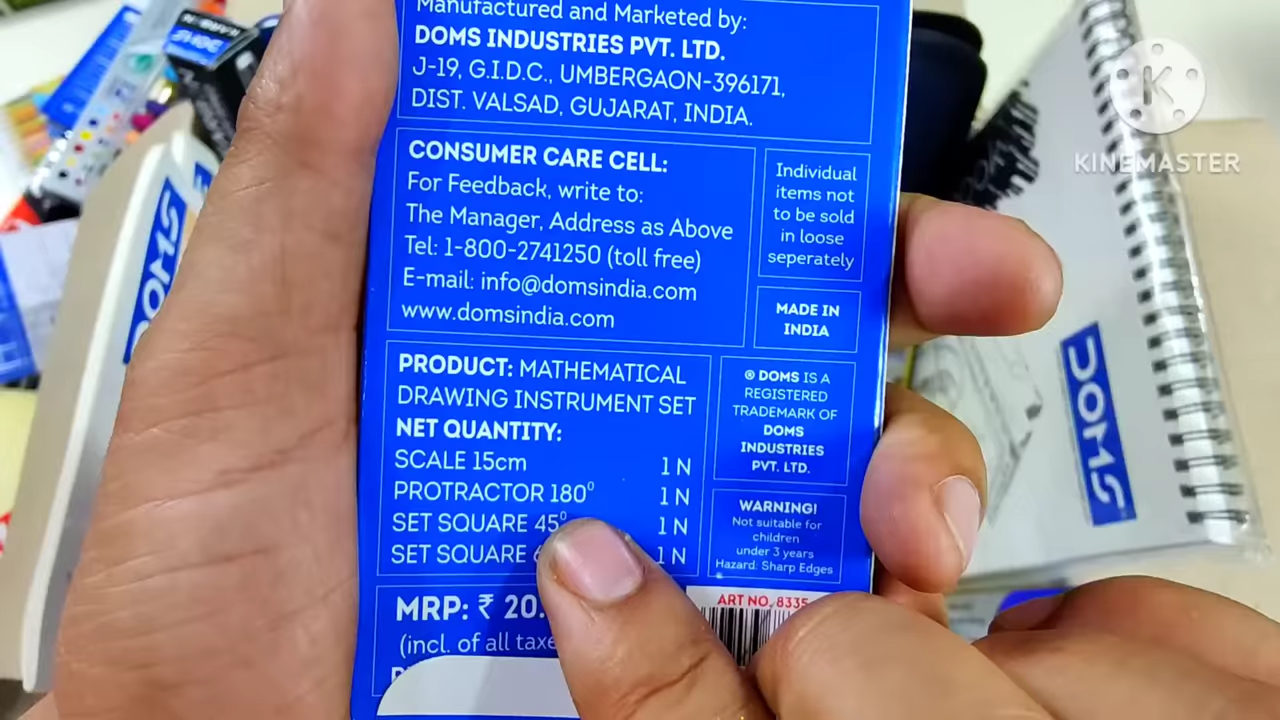 Manufactured and Marketed by:
DOMS INDUSTRIES PVT. LTD.
J-19, G.I.D.C., UMBERGAON-396171,
DIST. VALSAD, GUJARAT, INDIA.
CONSUMER CARE CELL:
For Feedback, write to:
The Manager, Address as Above
Tel: 1-800-2741250 (toll free)
E-mail: info@domsindia.com
www.domsindia.com
Individual
items not
to be sold
in loose
seperately
MADE IN
INDIA
PRODUCT: MATHEMATICAL
DRAWING INSTRUMENT SET
NET QUANTITY:
SCALE 15cm 1 N
PROTRACTOR 180⁰ 1 N
SET SQUARE 45⁰ 1 N
SET SQUARE 1 N
® DOMS IS A
REGISTERED
TRADEMARK OF
DOMS
INDUSTRIES
PVT. LTD.
WARNING!
Not suitable for
children
under 3 years
Hazard: Sharp Edges
MRP: ₹ 20.
(incl. of all
ART NO. 8335
DOMS
DOMS
DOMS
K
KINEMASTER